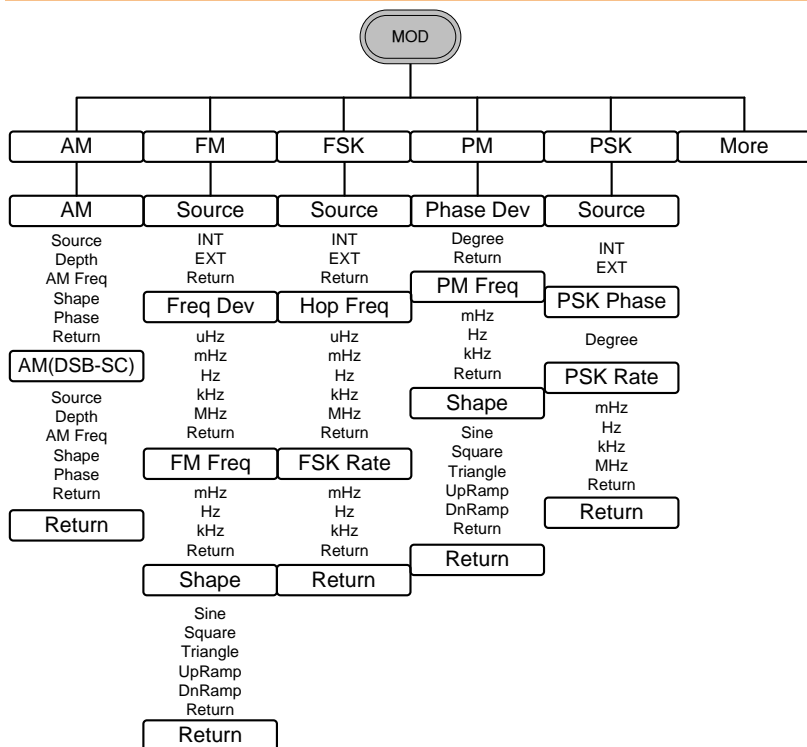 MOD
AM
FM
FSK
PM
PSK
More
AM
Source
Depth
AM Freq
Shape
Phase
Return
AM(DSB-SC)
Source
Depth
AM Freq
Shape
Phase
Return
Return
Source
INT
EXT
Return
Freq Dev
uHz
mHz
Hz
kHz
MHz
Return
FM Freq
mHz
Hz
kHz
Return
Shape
Sine
Square
Triangle
UpRamp
DnRamp
Return
Return
Source
INT
EXT
Return
Hop Freq
uHz
mHz
Hz
kHz
MHz
Return
FSK Rate
mHz
Hz
kHz
Return
Return
Phase Dev
Degree
Return
PM Freq
mHz
Hz
kHz
Return
Shape
Sine
Square
Triangle
UpRamp
DnRamp
Return
Return
Source
INT
EXT
PSK Phase
Degree
PSK Rate
mHz
Hz
kHz
MHz
Return
Return